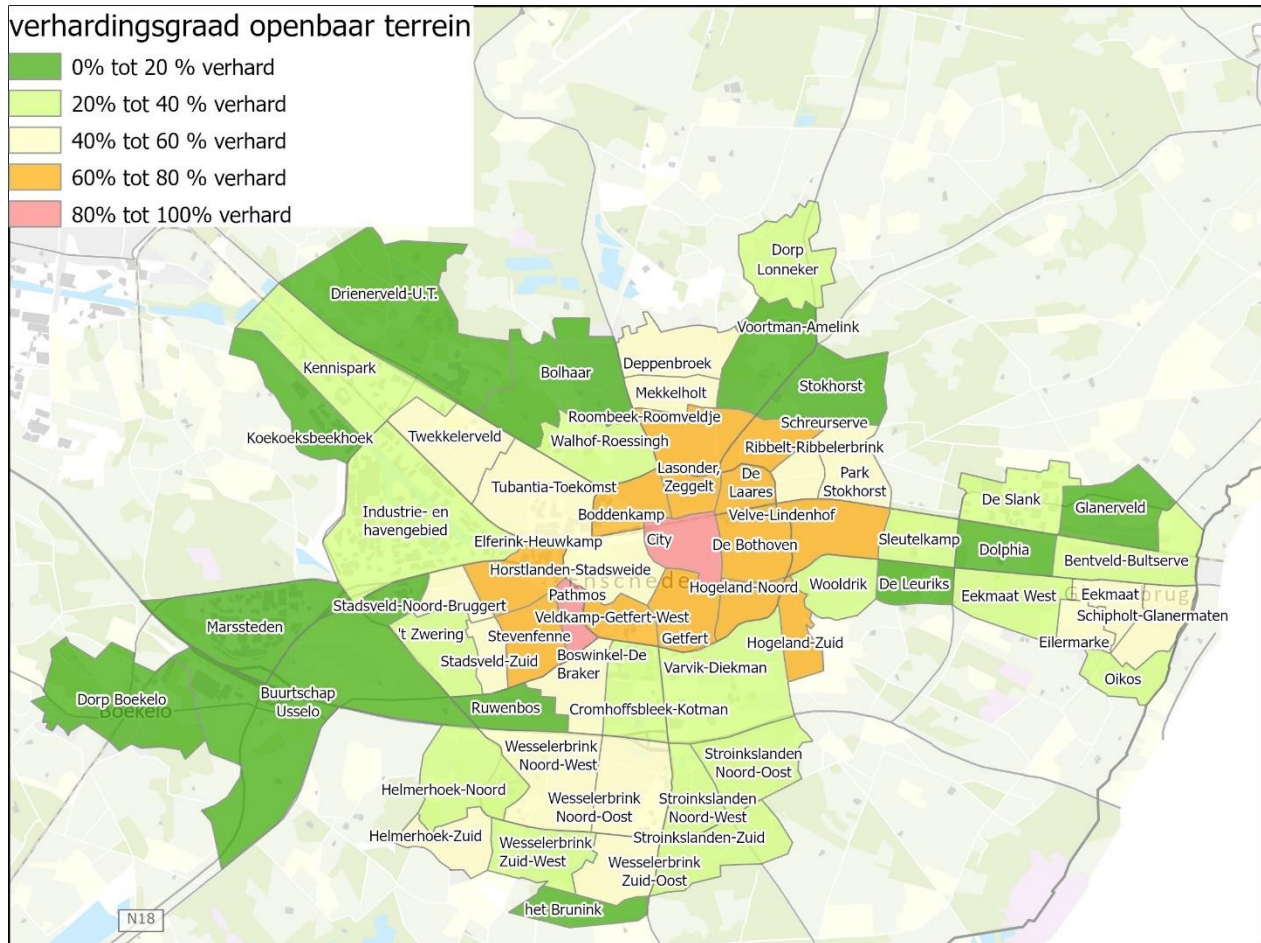 verhardingsgraad openbaar terrein
0% tot 20 % verhard
20% tot 40 % verhard
40% tot 60 % verhard
60% tot 80 % verhard
80% tot 100% verhard
Dorp
Lonneker
Drienerveld-U.T.
Voortman-Amelink
Kennispark
Bolhaar
Deppenbroek
Stokhorst
Mekkelholt
Koekoeksbeekhoek
Twekkelerveld
Roombeek-Roomveldje
Schreurserve
Walhof-Roessingh
Ribbelt-Ribbelerbrink
Tubantia-Toekomst
Lasonder,
Zeggelt
De
Laares
Park
Stokhorst
De Slank
Glanerveld
Industrie- en
havengebied
Boddenkamp
Velve-Lindenhof
Elferink-Heuwkamp
City
De Bothoven
Sleutelkamp
Dolphia
Bentveld-Bultserve
Horstlanden-Stadsweide
Enschede
Hogeland-Noord
Wooldrik
De Leuriks
Eekmaat West
Eekmaat
Pathmos
Stadsveld-Noord-Bruggert
Veldkamp-Getfert-West
Schipholt-Glanermaten
Marssteden
't Zwering
Stevenfenne
Getfert
Hogeland-Zuid
Eilermarke
Stadsveld-Zuid
Boswinkel-De
Braker
Varvik-Diekman
Oikos
Dorp Boekelo
Boekelo
Buurtschap
Usselo
Ruwenbos
Cromhoffsbleek-Kotman
Wesselerbrink
Noord-West
Stroinkslanden
Noord-Oost
Helmerhoek-Noord
Wesselerbrink
Noord-Oost
Stroinkslanden
Noord-West
Helmerhoek-Zuid
Wesselerbrink
Zuid-West
Stroinkslanden-Zuid
Wesselerbrink
Zuid-Oost
het Brunink
N18